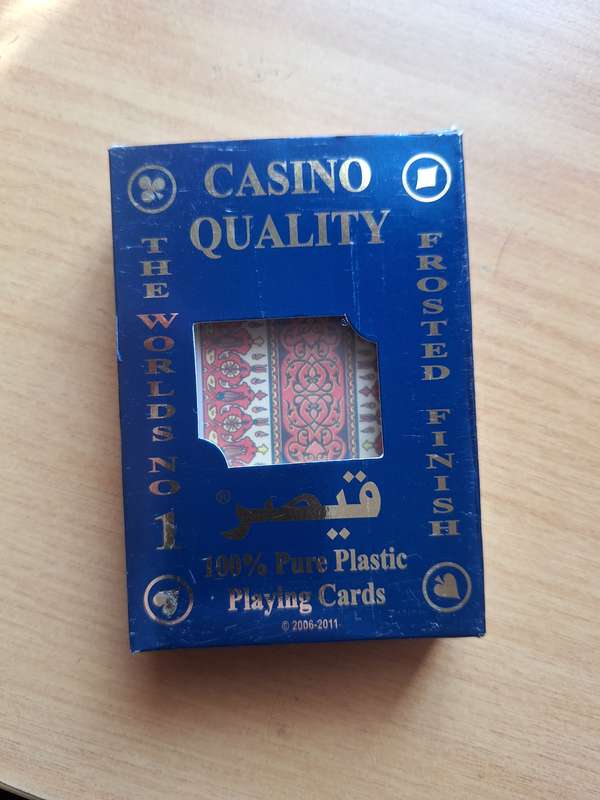 CASINO
QUALITY
THE WORLDS NO 1
FROSTED FINISH
قيصر ®
100% Pure Plastic
Playing Cards
© 2006-2011